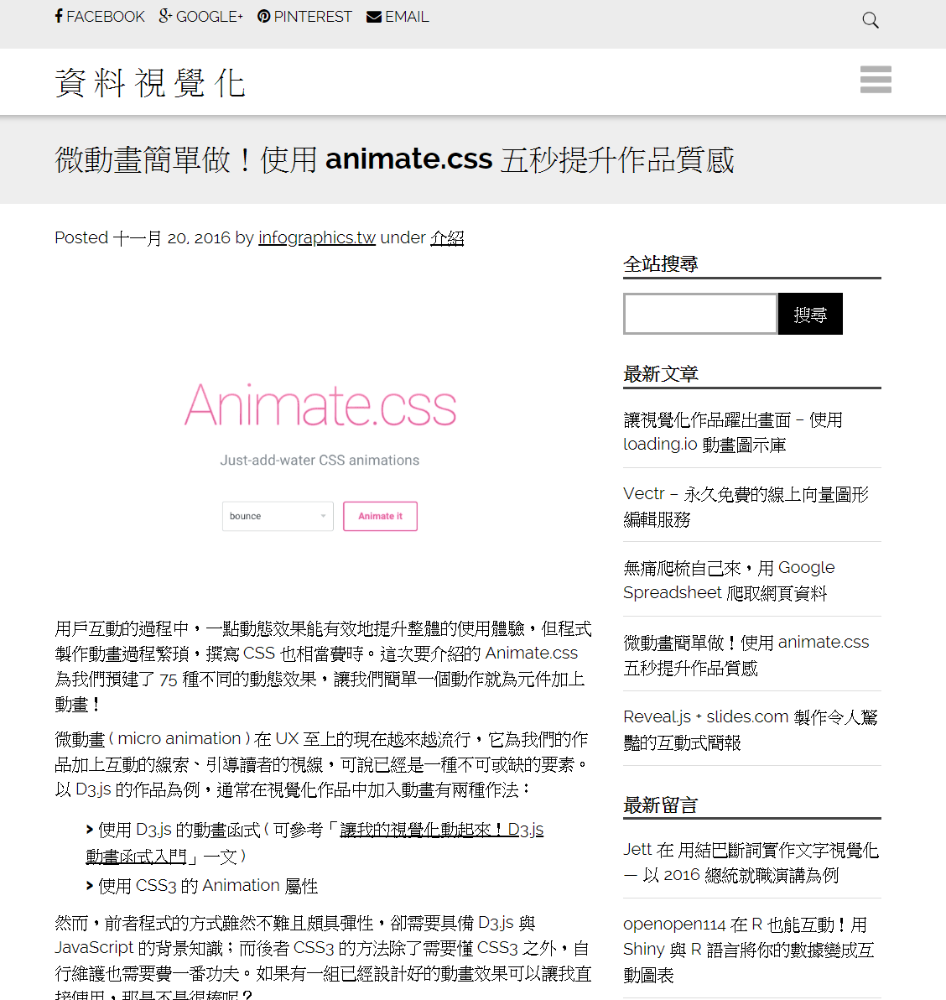 FACEBOOK GOOGLE+ PINTEREST EMAIL
資料視覺化
微動畫簡單做！使用 animate.css 五秒提升作品質感
Posted 十一月 20, 2016 by infographics.tw under 介紹
Animate.css
Just-add-water CSS animations
bounce Animate it
用戶互動的過程中，一點動態效果能有效地提升整體的使用體驗，但程式
製作動畫過程繁瑣，撰寫 CSS 也相當費時。這次要介紹的 Animate.css
為我們預建了 75 種不同的動態效果，讓我們簡單一個動作就為元件加上
動畫！
微動畫 ( micro animation ) 在 UX 至上的現在越來越流行，它為我們的作
品加上互動的線索、引導讀者的視線，可說已經是一種不可或缺的要素。
以 D3.js 的作品為例，通常在視覺化作品中加入動畫有兩種作法：
使用 D3.js 的動畫函式 ( 可參考「讓我的視覺化動起來！D3.js
動畫函式入門」一文 )
使用 CSS3 的 Animation 屬性
然而，前者程式的方式雖然不難且頗具彈性，卻需要具備 D3.js 與
JavaScript 的背景知識；而後者 CSS3 的方法除了需要懂 CSS3 之外，自
行維護也需要費一番功夫。如果有一組已經設計好的動畫效果可以讓我直
接使用，那是不是很棒呢？
全站搜尋
搜尋
最新文章
讓視覺化作品躍出畫面 – 使用
loading.io 動畫圖示庫
Vectr – 永久免費的線上向量圖形
編輯服務
無痛爬梳自己來，用 Google
Spreadsheet 爬取網頁資料
微動畫簡單做！使用 animate.css
五秒提升作品質感
Reveal.js + slides.com 製作令人驚
豔的互動式簡報
最新留言
Jett 在 用結巴斷詞實作文字視覺化
— 以 2016 總統就職演講為例
openopen114 在 R 也能互動！用
Shiny 與 R 語言將你的數據變成互
動圖表